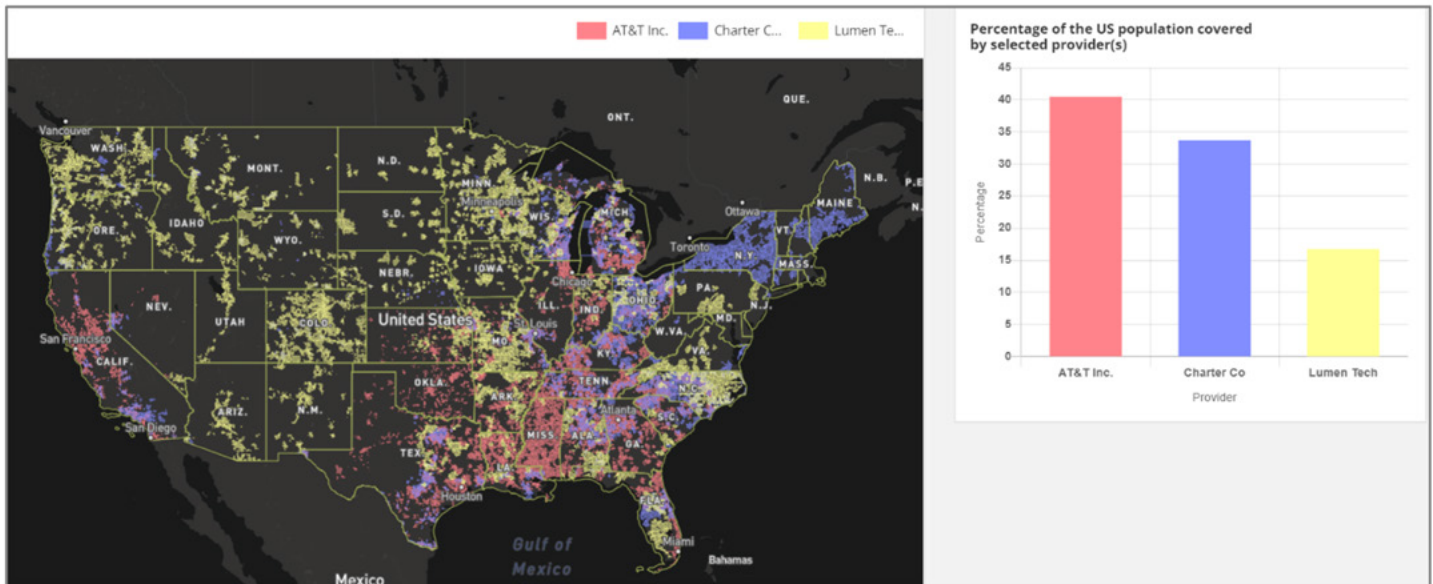 AT&T Inc.
Charter C...
Lumen Te...
QUE.
ONT.
Vancouver
WASH
N.D.
MONT.
N.B.
P.E
MINN.
Minneapolis
MAINE
N.
Ottawa
S.D.
WIS.
MICH
IDAHO
VT.
ORE.
WYO.
Toronto
N.Y.
MASS.
IOWA
NEBR.
Chicago
PA.
OHIO
N.J.
NEV.
ILL.
IND.
UTAH
COLO.
United States
St. Louis
MD.
W.VA.
San Francisco
MO.
KY.
VA.
CALIF.
OKLA.
TENN.
N.C.
ARK.
ARIZ.
N.M.
Atlanta
S.C.
San Diego
MISS.
ALA.
GA.
TEX.
LA.
Houston
FLA.
Miami
Gulf of
Mexico
Bahamas
Mexico
Percentage of the US population covered
by selected provider(s)
45
40
35
30
25
20
15
10
5
0
Percentage
AT&T Inc.
Charter Co
Lumen Tech
Provider